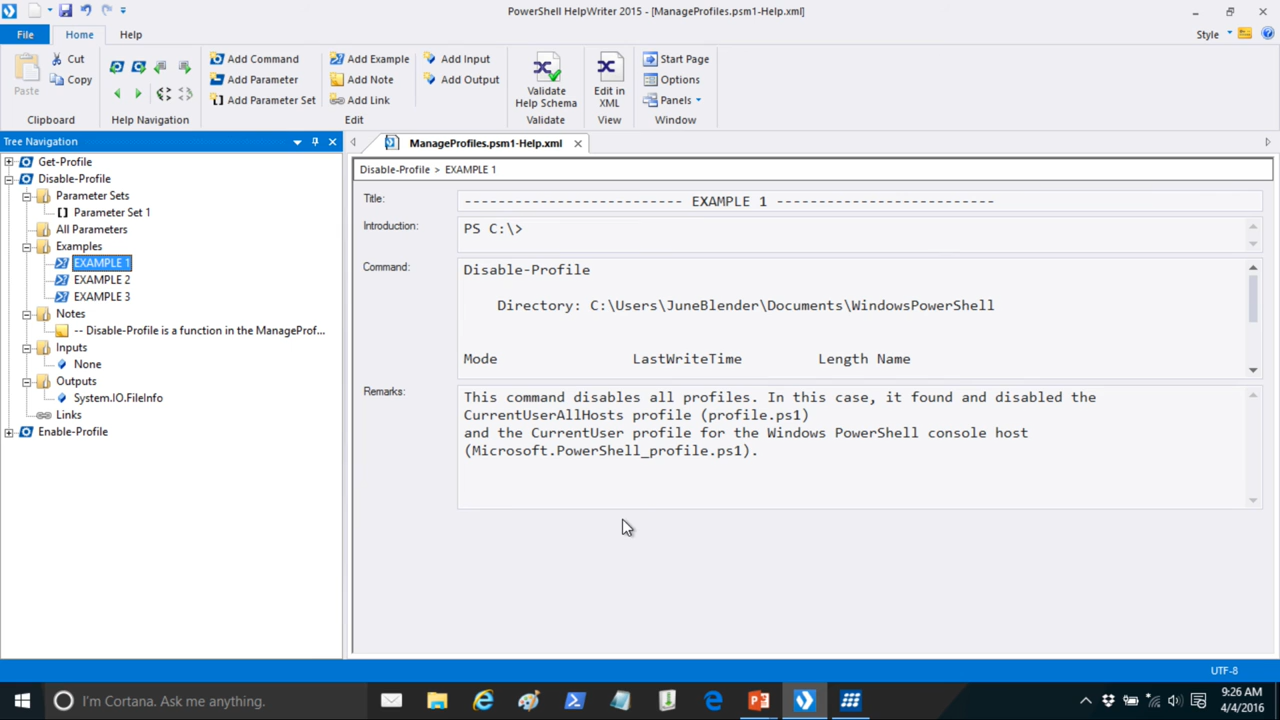 PowerShell HelpWriter 2015 - [ManageProfiles.psm1-Help.xml]
File
Home
Help
Style
Paste
Cut
Copy
Clipboard
Help Navigation
Add Command
Add Parameter
Add Parameter Set
Add Example
Add Note
Add Link
Add Input
Add Output
Edit
Validate
Help Schema
Validate
Edit in
XML
View
Start Page
Options
Panels
Window
Tree Navigation
Get-Profile
Disable-Profile
Parameter Sets
Parameter Set 1
All Parameters
Examples
EXAMPLE 1
EXAMPLE 2
EXAMPLE 3
Notes
-- Disable-Profile is a function in the ManageProf...
Inputs
None
Outputs
System.IO.FileInfo
Links
Enable-Profile
ManageProfiles.psm1-Help.xml
Disable-Profile > EXAMPLE 1
Title:
-------------------------- EXAMPLE 1 --------------------------
Introduction:
PS C:\>
Command:
Disable-Profile
Directory: C:\Users\JuneBlender\Documents\WindowsPowerShell
Mode LastWriteTime Length Name
Remarks:
This command disables all profiles. In this case, it found and disabled the
CurrentUserAllHosts profile (profile.ps1)
and the CurrentUser profile for the Windows PowerShell console host
(Microsoft.PowerShell_profile.ps1).
UTF-8
I'm Cortana. Ask me anything.
9:26 AM
4/4/2016